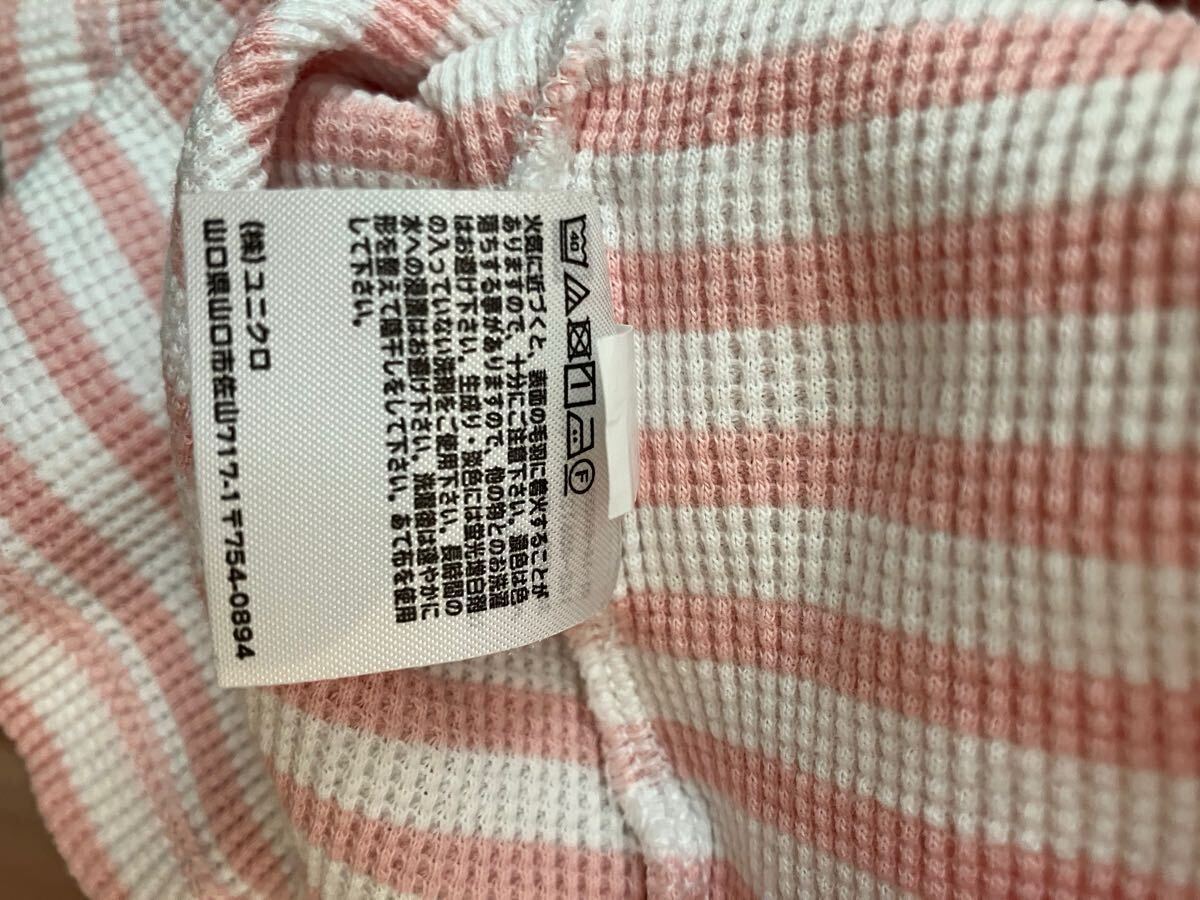 40
F
火気に近づくと、表面の毛羽に着火することが
ありますので、十分にご注意下さい。濃色は色
落ちする事がありますので、他の物とのお洗濯
はお避け下さい。生成り・淡色には蛍光増白剤
の入っていない洗剤をご使用下さい。長時間の
水への浸漬はお避け下さい。洗濯後は速やかに
形を整えて陰干しをして下さい。あて布を使用
して下さい。
(株)ユニクロ
山口県山口市佐山717-1 〒754-0894